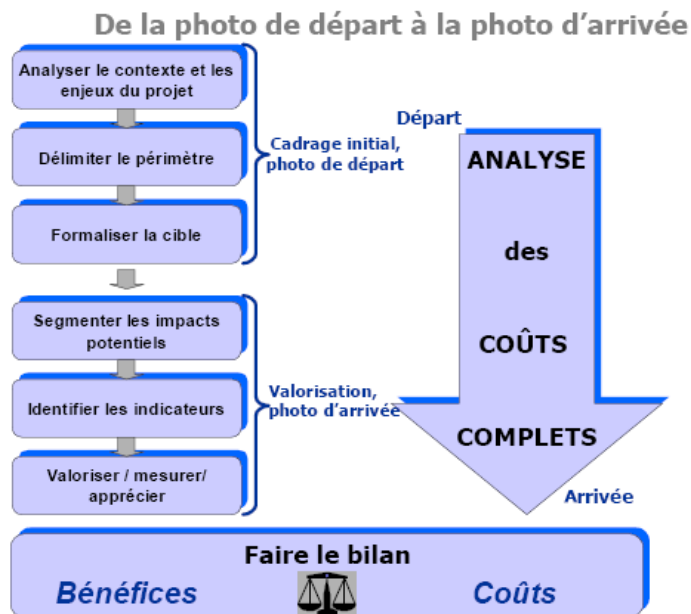 De la photo de départ à la photo d'arrivée
Analyser le contexte et les
enjeux du projet
Délimiter le périmètre
Formaliser la cible
Cadrage initial,
photo de départ
Segmenter les impacts
potentiels
Identifier les indicateurs
Valoriser / mesurer/
apprécier
Valorisation,
photo d'arrivée
Départ
ANALYSE
des
COÛTS
COMPLETS
Arrivée
Faire le bilan
Bénéfices
Coûts